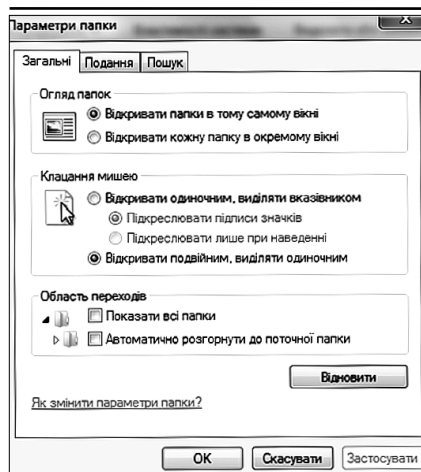 Параметри папки
Загальні Подання Пошук
Огляд папок
Відкривати папки в тому самому вікні
Відкривати кожну папку в окремому вікні
Клацання мишею
Відкривати одиночним, виділяти вказівником
Підкреслювати підписи значків
Підкреслювати лише при наведенні
Відкривати подвійним, виділяти одиночним
Область переходів
Показати всі папки
Автоматично розгорнути до поточної папки
Відновити
Як змінити параметри папки?
ОК Скасувати Застосувати